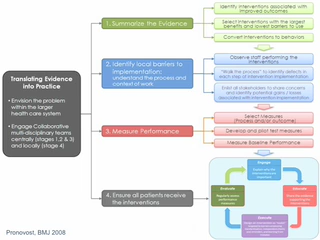 Identify interventions associated with
improved outcomes
1. Summarize the Evidence
Select interventions with the largest
benefits and lowest barriers to use
Convert interventions to behaviors
Observe staff performing the
interventions
2. Identify local barriers to
implementation:
understand the process and
context of work
"Walk the process" to identify defects in
each step of intervention implementation
Enlist all stakeholders to share concerns
and identify potential gains / losses
associated with intervention implementation
Translating Evidence
into Practice
• Envision the problem
within the larger
health care system
• Engage Collaborative
multi-disciplinary teams
centrally (stages 1,2 & 3)
and locally (stage 4)
3. Measure Performance
Select Measures
(Process and/or outcome)
Develop and pilot test measures
Measure Baseline Performance
4. Ensure all patients receive
the interventions
Engage
Evaluate
Educate
Execute
Pronovost, BMJ 2008